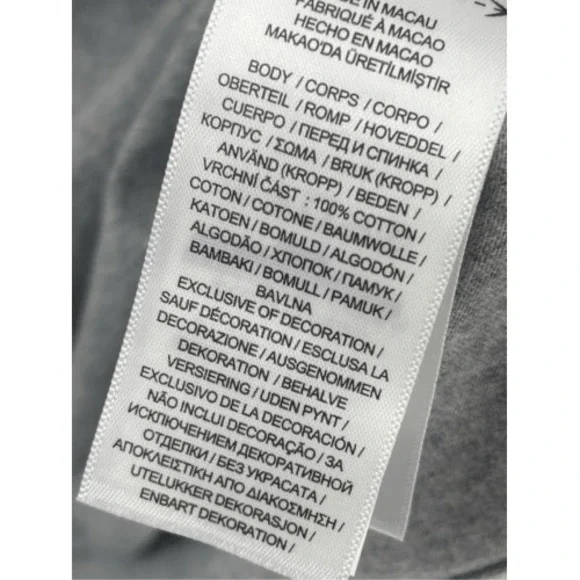 IN MACAU
FABRIQUÉ À MACAO
HECHO EN MACAO
MAKAO'DA ÜRETİLMİŞTİR
BODY / CORPS / CORPO /
OBERTEIL / ROMP / HOVEDDEL /
CUERPO / ПЕРЕД И СПИНКА /
КОРПУС / ΣΩΜΑ / BRUK (KROPP) /
ANVÄND (KROPP) / BEDEN /
VRCHNÍ ČÁST : 100% COTTON /
COTON / COTONE / BAUMWOLLE /
KATOEN / BOMULD / ALGODÓN /
ALGODÃO / ХЛОПОК / ПАМУК /
BAMBAKI / BOMULL / PAMUK /
BAVLNA
EXCLUSIVE OF DECORATION /
SAUF DÉCORATION / ESCLUSA LA
DECORAZIONE / AUSGENOMMEN
DEKORATION / BEHALVE
VERSIERING / UDEN PYNT /
EXCLUSIVO DE LA DECORACIÓN /
NÃO INCLUI DECORAÇÃO / ЗА
ИСКЛЮЧЕНИЕМ ДЕКОРАТИВНОЙ
ОТДЕЛКИ / БЕЗ УКРАСАТА /
ΑΠΟΚΛΕΙΣΤΙΚΗ ΑΠΟ ΔΙΑΚΟΣΜΗΣΗ /
UTELUKKER DEKORASJON /
ENBART DEKORATION /